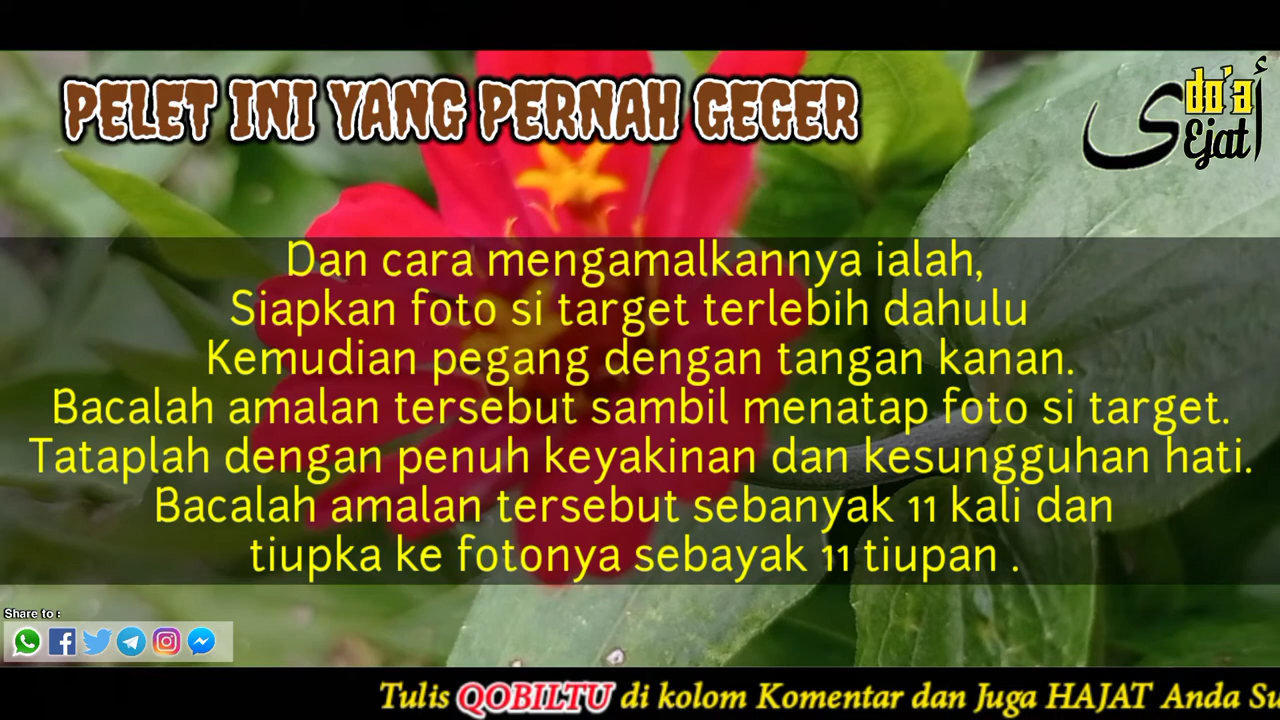 PELET INI YANG PERNAH GEGER
do'a
Ejat
أ ى
Dan cara mengamalkannya ialah,
Siapkan foto si target terlebih dahulu
Kemudian pegang dengan tangan kanan.
Bacalah amalan tersebut sambil menatap foto si target.
Tataplah dengan penuh keyakinan dan kesungguhan hati.
Bacalah amalan tersebut sebanyak 11 kali dan
tiupka ke fotonya sebayak 11 tiupan .
Share to :
Tulis QOBILTU di kolom Komentar dan Juga HAJAT Anda Su